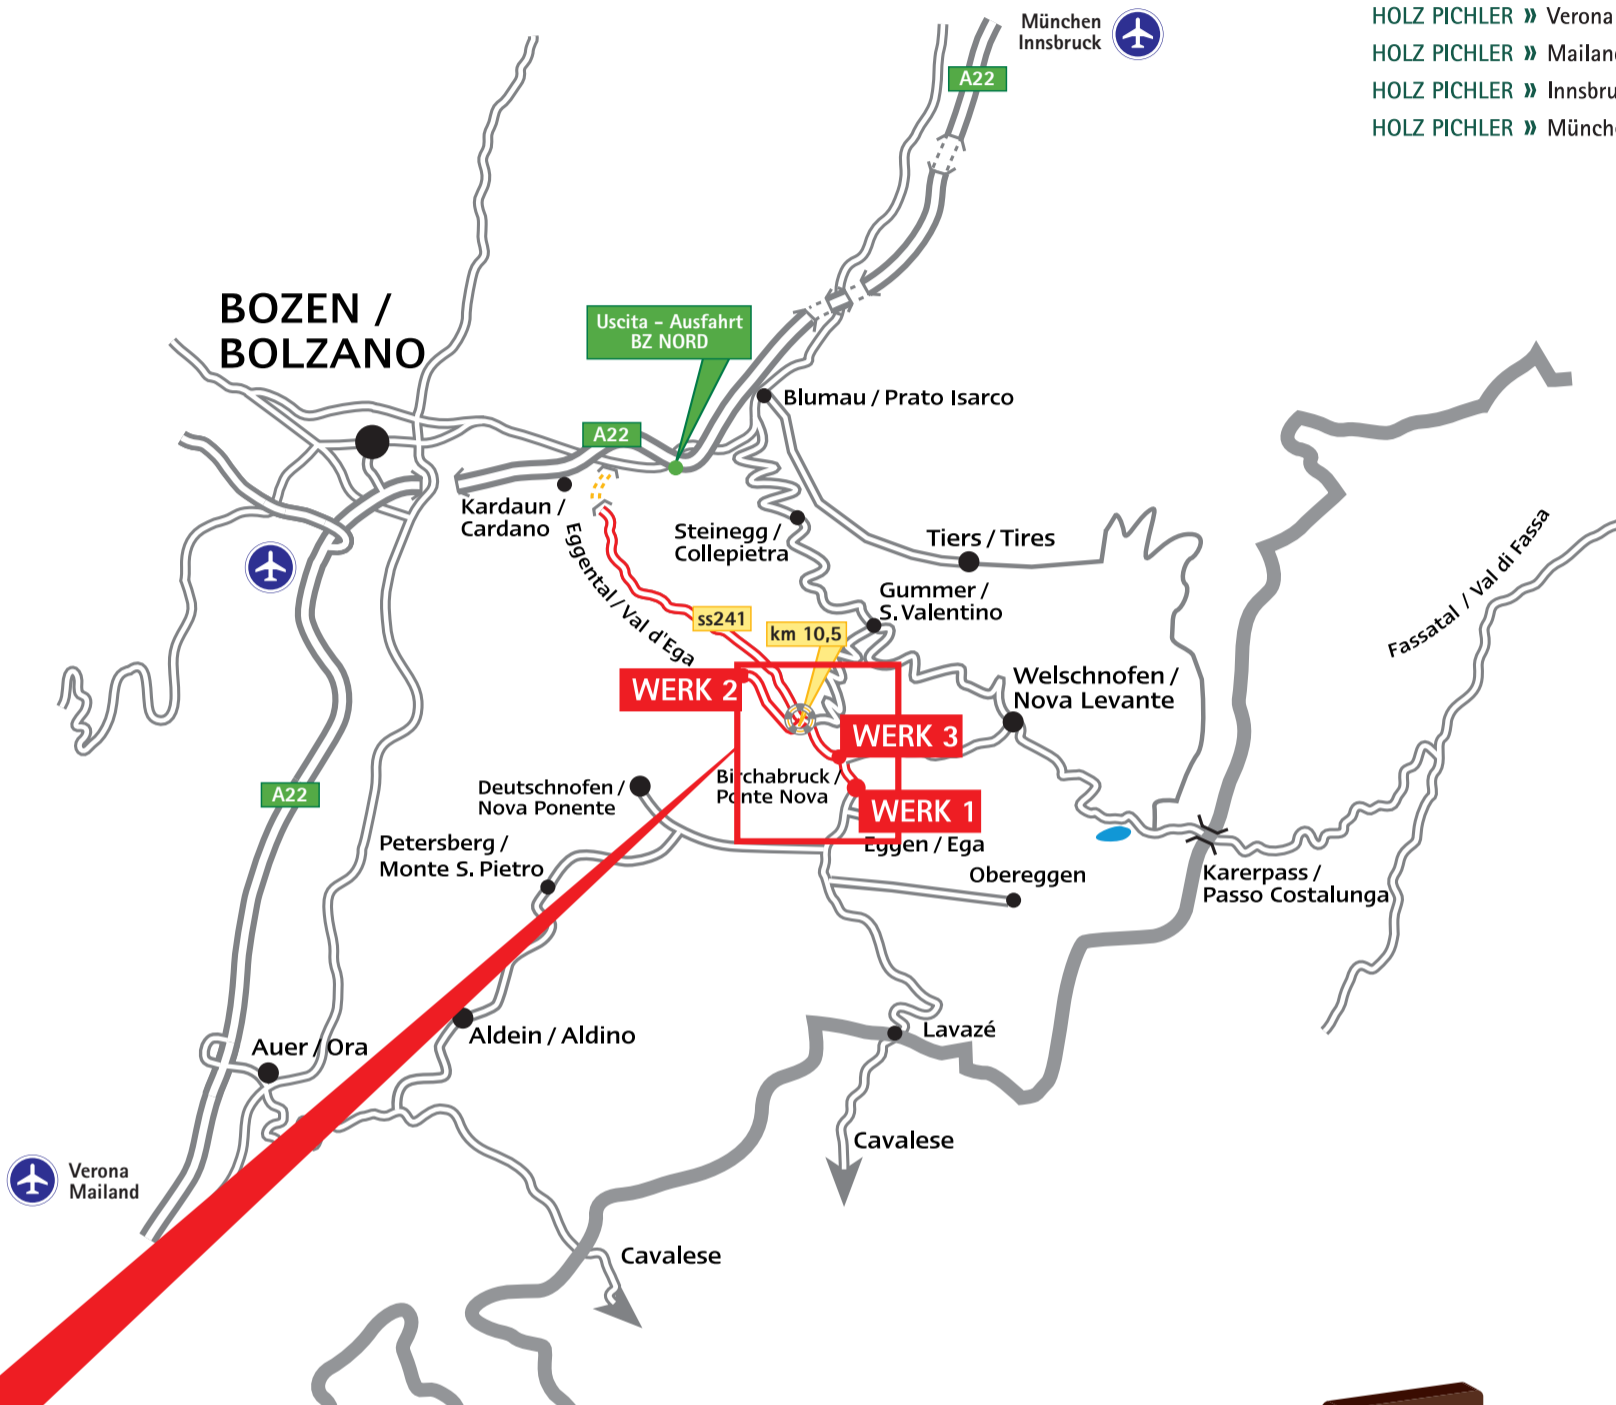 München
Innsbruck
A22
HOLZ PICHLER » Verona
HOLZ PICHLER »
HOLZ PICHLER »
HOLZ PICHLER »
BOZEN /
BOLZANO
Uscita - Ausfahrt
BZ NORD
Blumau / Prato Isarco
A22
Kardaun /
Cardano
Steinegg /
Collepietra
Tiers / Tires
Eggental / Val d'Ega
Gummer /
S. Valentino
Fassatal / Val di Fassa
ss241
km 10,5
WERK 2
Welschnofen /
Nova Levante
WERK 3
Birchabruck /
Ponte Nova
Deutschnofen /
Nova Ponente
A22
WERK 1
Petersberg /
Monte S. Pietro
Eggen / Ega
Obereggen
Karerpass /
Passo Costalunga
Lavazé
Aldein / Aldino
Auer / Ora
Cavalese
Verona
Mailand
Cavalese